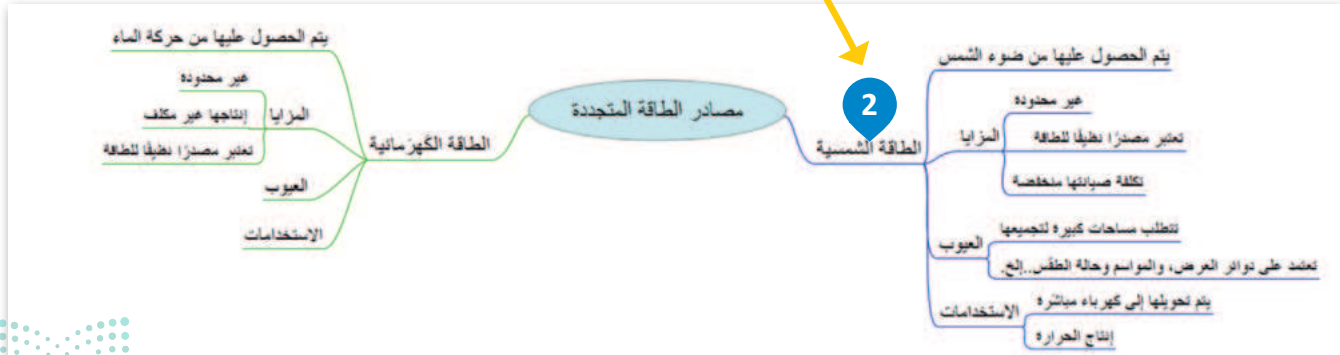 مصادر الطاقة المتجددة
2
الطاقة الشمسية
يتم الحصول عليها من ضوء الشمس
المزايا
غير محدودة
تعتبر مصدرًا نظيفًا للطاقة
تكلفة صيانتها منخفضة
العيوب
تتطلب مساحات كبيرة لتجميعها
تعتمد على دوائر العرض، والمواسم وحالة الطقس..إلخ.
الاستخدامات
يتم تحويلها إلى كهرباء مباشرة
إنتاج الحرارة
الطاقة الكَهرُمائية
يتم الحصول عليها من حركة الماء
المزايا
غير محدودة
إنتاجها غير مكلف
تعتبر مصدرًا نظيفًا للطاقة
العيوب
الاستخدامات